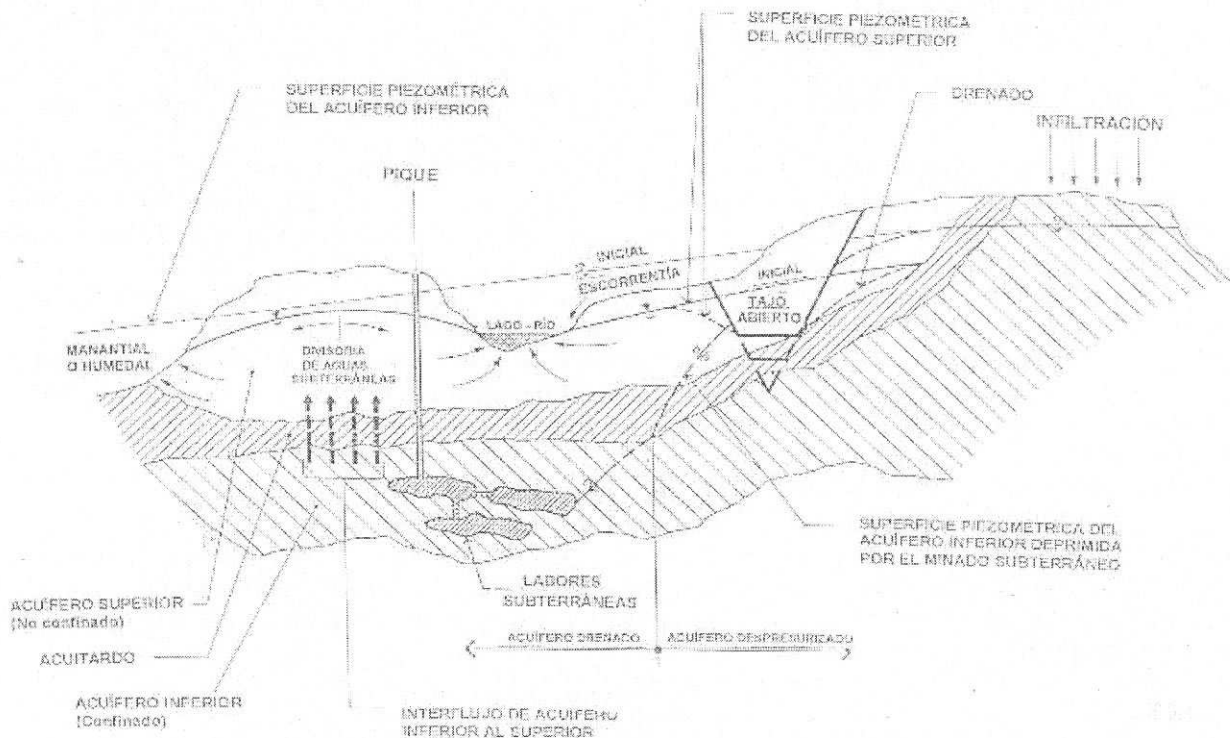 SUPERFICIE PIEZOMÉTRICA
DEL ACUÍFERO SUPERIOR
SUPERFICIE PIEZOMÉTRICA
DEL ACUÍFERO INFERIOR
DRENADO
INFILTRACIÓN
PIQUE
INICIAL
ESCORRENTÍA
INICIAL
TAJO
ABIERTO
LAGO - RÍO
MANANTIAL
O HUMEDAL
DIVISORIA
DE AGUAS
SUBTERRÁNEAS
SUPERFICIE PIEZOMETRICA DEL
ACUÍFERO INFERIOR DEPRIMIDA
POR EL MINADO SUBTERRÁNEO
LABORES
SUBTERRÁNEAS
ACUÍFERO SUPERIOR
(No confinado)
ACUÍFERO DRENADO
ACUÍFERO DESPRESURIZADO
ACUITARDO
ACUÍFERO INFERIOR
(Confinado)
INTERFLUJO DE ACUIFERO
INFERIOR AL SUPERIOR